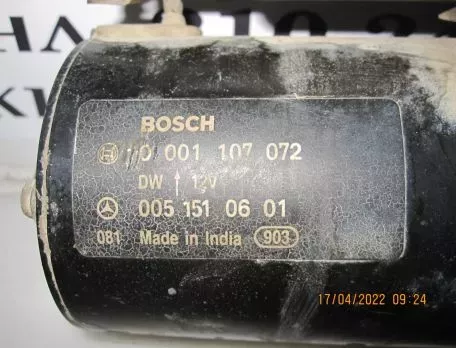 BOSCH
0 001 107 072
DW ↑ 12V
005 151 06 01
081 Made in India 903
17/04/2022 09:24